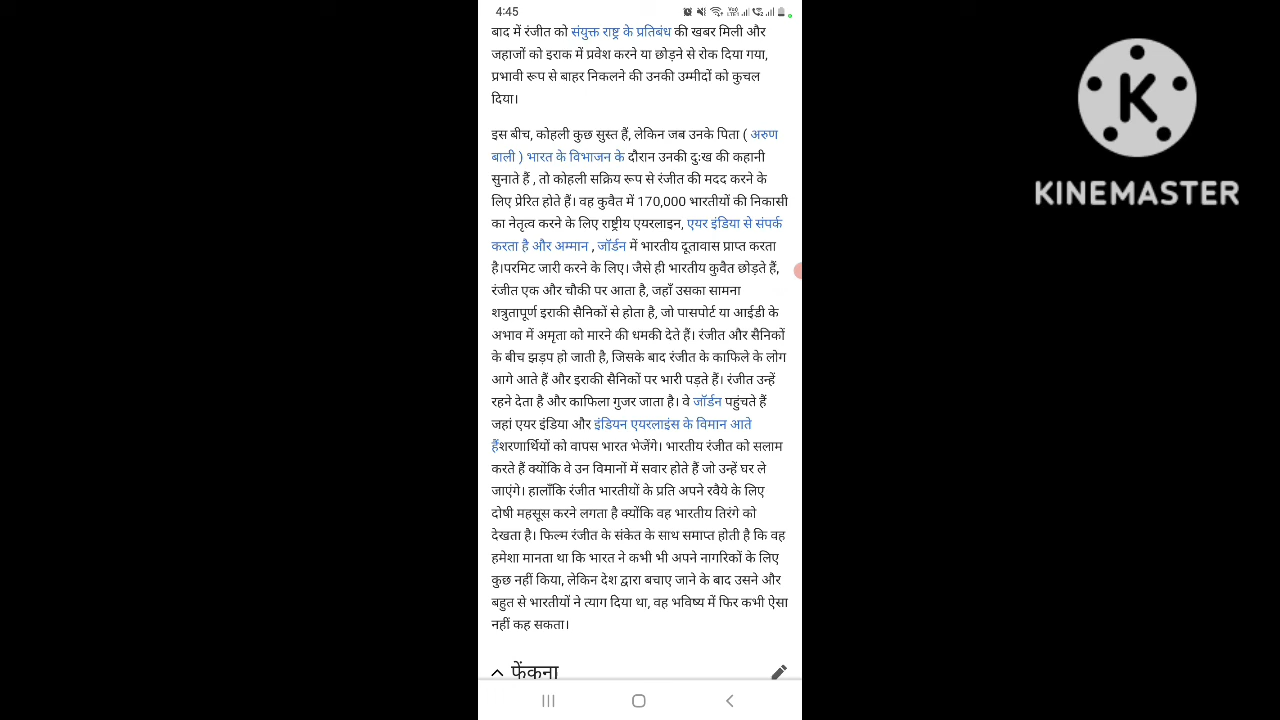 4:45
बाद में रंजीत को संयुक्त राष्ट्र के प्रतिबंध की खबर मिली और
जहाजों को इराक में प्रवेश करने या छोड़ने से रोक दिया गया,
प्रभावी रूप से बाहर निकलने की उनकी उम्मीदों को कुचल
दिया।
इस बीच, कोहली कुछ सुस्त हैं, लेकिन जब उनके पिता ( अरुण
बाली ) भारत के विभाजन के दौरान उनकी दुःख की कहानी
सुनाते हैं , तो कोहली सक्रिय रूप से रंजीत की मदद करने के
लिए प्रेरित होते हैं। वह कुवैत में 170,000 भारतीयों की निकासी
का नेतृत्व करने के लिए राष्ट्रीय एयरलाइन, एयर इंडिया से संपर्क
करता है और अम्मान , जॉर्डन में भारतीय दूतावास प्राप्त करता
है।परमिट जारी करने के लिए। जैसे ही भारतीय कुवैत छोड़ते हैं,
रंजीत एक और चौकी पर आता है, जहाँ उसका सामना
शत्रुतापूर्ण इराकी सैनिकों से होता है, जो पासपोर्ट या आईडी के
अभाव में अमृता को मारने की धमकी देते हैं। रंजीत और सैनिकों
के बीच झड़प हो जाती है, जिसके बाद रंजीत के काफिले के लोग
आगे आते हैं और इराकी सैनिकों पर भारी पड़ते हैं। रंजीत उन्हें
रहने देता है और काफिला गुजर जाता है। वे जॉर्डन पहुंचते हैं
जहां एयर इंडिया और इंडियन एयरलाइंस के विमान आते
हैंशरणार्थियों को वापस भारत भेजेंगे। भारतीय रंजीत को सलाम
करते हैं क्योंकि वे उन विमानों में सवार होते हैं जो उन्हें घर ले
जाएंगे। हालाँकि रंजीत भारतीयों के प्रति अपने रवैये के लिए
दोषी महसूस करने लगता है क्योंकि वह भारतीय तिरंगे को
देखता है। फिल्म रंजीत के संकेत के साथ समाप्त होती है कि वह
हमेशा मानता था कि भारत ने कभी भी अपने नागरिकों के लिए
कुछ नहीं किया, लेकिन देश द्वारा बचाए जाने के बाद उसने और
बहुत से भारतीयों ने त्याग दिया था, वह भविष्य में फिर कभी ऐसा
नहीं कह सकता।
फेंकना
K
KINEMASTER